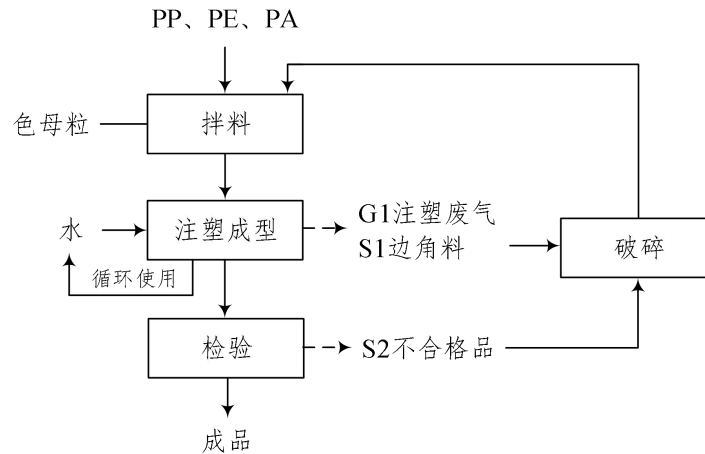 PP、PE、PA
色母粒
拌料
水
注塑成型
G1注塑废气
S1边角料
破碎
循环使用
检验
S2不合格品
成品